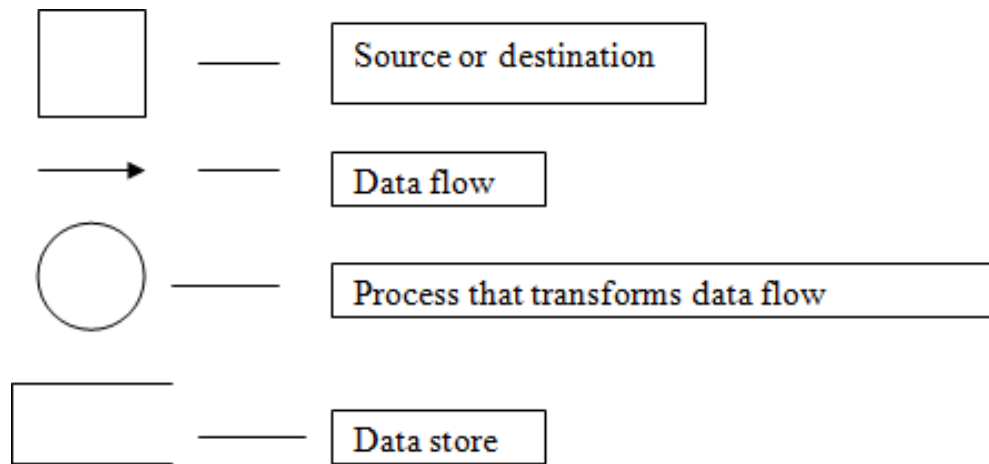 Source or destination
Data flow
Process that transforms data flow
Data store